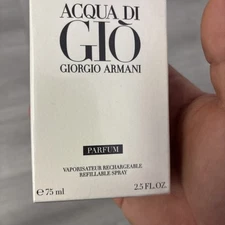 ACQUA DI
GIÒ
GIORGIO ARMANI
PARFUM
VAPORISATEUR RECHARGEABLE
REFILLABLE SPRAY
℮ 75 ml 2.5 FL.OZ